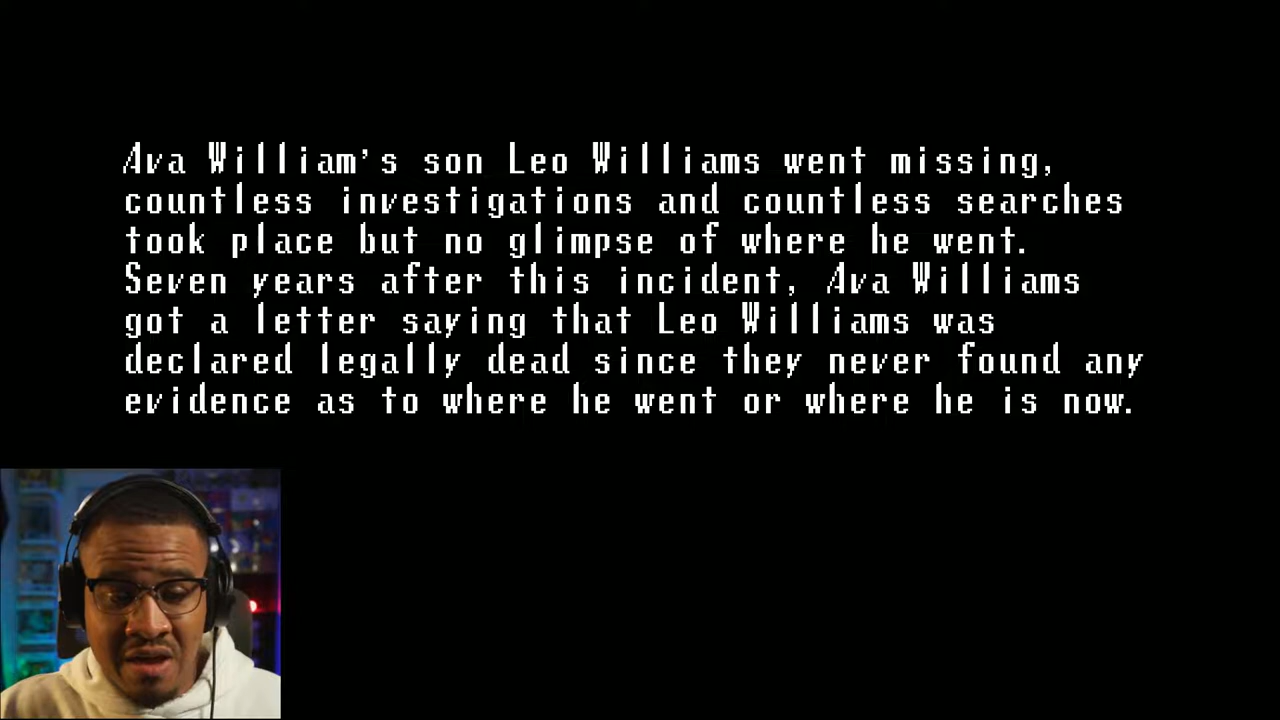 Ava William's son Leo Williams went missing,
countless investigations and countless searches
took place but no glimpse of where he went.
Seven years after this incident, Ava Williams
got a letter saying that Leo Williams was
declared legally dead since they never found any
evidence as to where he went or where he is now.